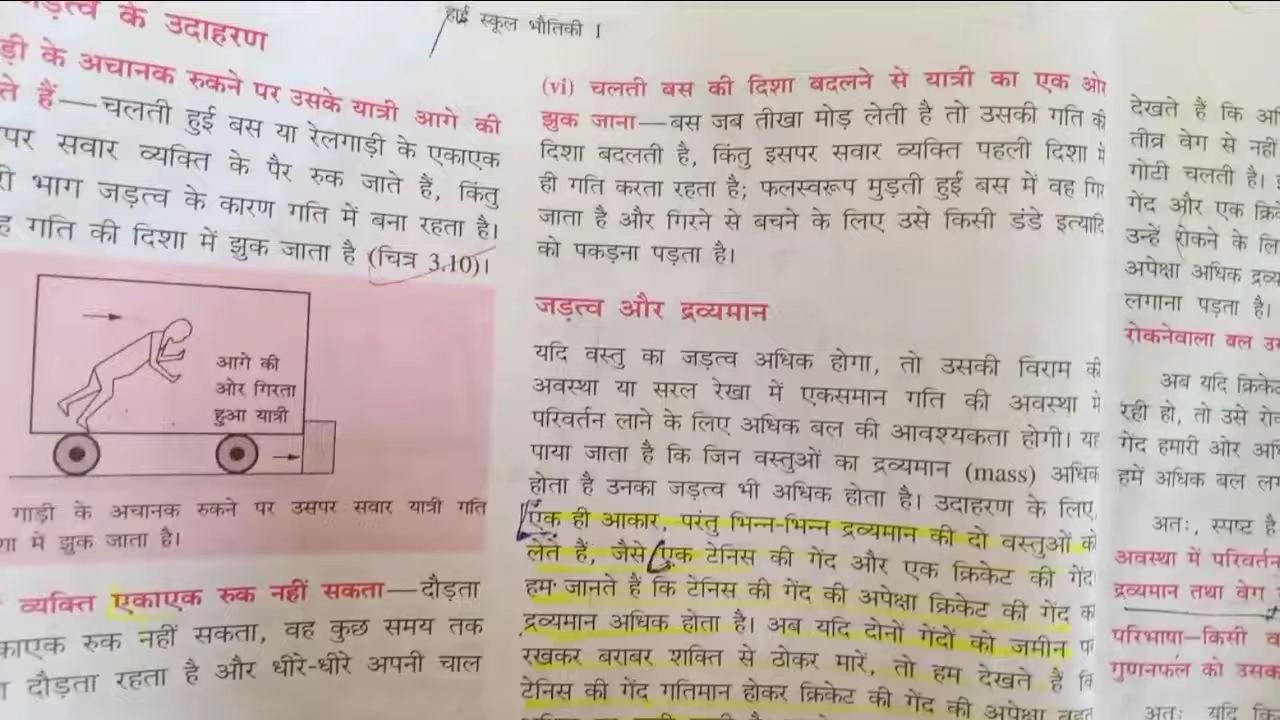 जड़त्व के उदाहरण
के अचानक रुकने पर उसके यात्री आगे की
हैं—चलती हुई बस या रेलगाड़ी के एकाएक
पर सवार व्यक्ति के पैर रुक जाते हैं, किंतु
भाग जड़त्व के कारण गति में बना रहता है।
गति की दिशा में झुक जाता है (चित्र 3.10)।
आगे की
ओर गिरता
हुआ यात्री
गाड़ी के अचानक रुकने पर उसपर सवार यात्री गति
में झुक जाता है।
व्यक्ति एकाएक रुक नहीं सकता—दौड़ता
रुक नहीं सकता, वह कुछ समय तक
दौड़ता रहता है और धीरे-धीरे अपनी चाल
हाई स्कूल भौतिकी ।
(vi) चलती बस की दिशा बदलने से यात्री का एक ओर
झुक जाना—बस जब तीखा मोड़ लेती है तो उसकी गति की
दिशा बदलती है, किंतु इसपर सवार व्यक्ति पहली दिशा में
ही गति करता रहता है; फलस्वरूप मुड़ती हुई बस में वह गिर
जाता है और गिरने से बचने के लिए उसे किसी डंडे इत्यादि
को पकड़ना पड़ता है।
जड़त्व और द्रव्यमान
यदि वस्तु का जड़त्व अधिक होगा, तो उसकी विराम की
अवस्था या सरल रेखा में एकसमान गति की अवस्था में
परिवर्तन लाने के लिए अधिक बल की आवश्यकता होगी। यह
पाया जाता है कि जिन वस्तुओं का द्रव्यमान (mass) अधिक
होता है उनका जड़त्व भी अधिक होता है। उदाहरण के लिए,
एक ही आकार, परंतु भिन्न-भिन्न द्रव्यमान की दो वस्तुओं को
लेते हैं, जैसे एक टेनिस की गेंद और एक क्रिकेट की गेंद
हम जानते हैं कि टेनिस की गेंद की अपेक्षा क्रिकेट की गेंद का
द्रव्यमान अधिक होता है। अब यदि दोनों गेंदों को जमीन पर
रखकर बराबर शक्ति से ठोकर मारें, तो हम देखते हैं कि
टेनिस की गेंद गतिमान होकर क्रिकेट की गेंद की अपेक्षा बहुत
देखते हैं कि
तीव्र वेग से नहीं
गोटी चलती है।
गेंद और एक
उन्हें रोकने के
अपेक्षा अधिक
लगाना पड़ता है।
रोकनेवाला बल
अब यदि
रही हो, तो उसे
गेंद हमारी ओर
हमें अधिक बल
अतः, स्पष्ट है
अवस्था में परिवर्तन
द्रव्यमान तथा वेग
परिभाषा—किसी
गुणनफल को उसका
अतः यदि